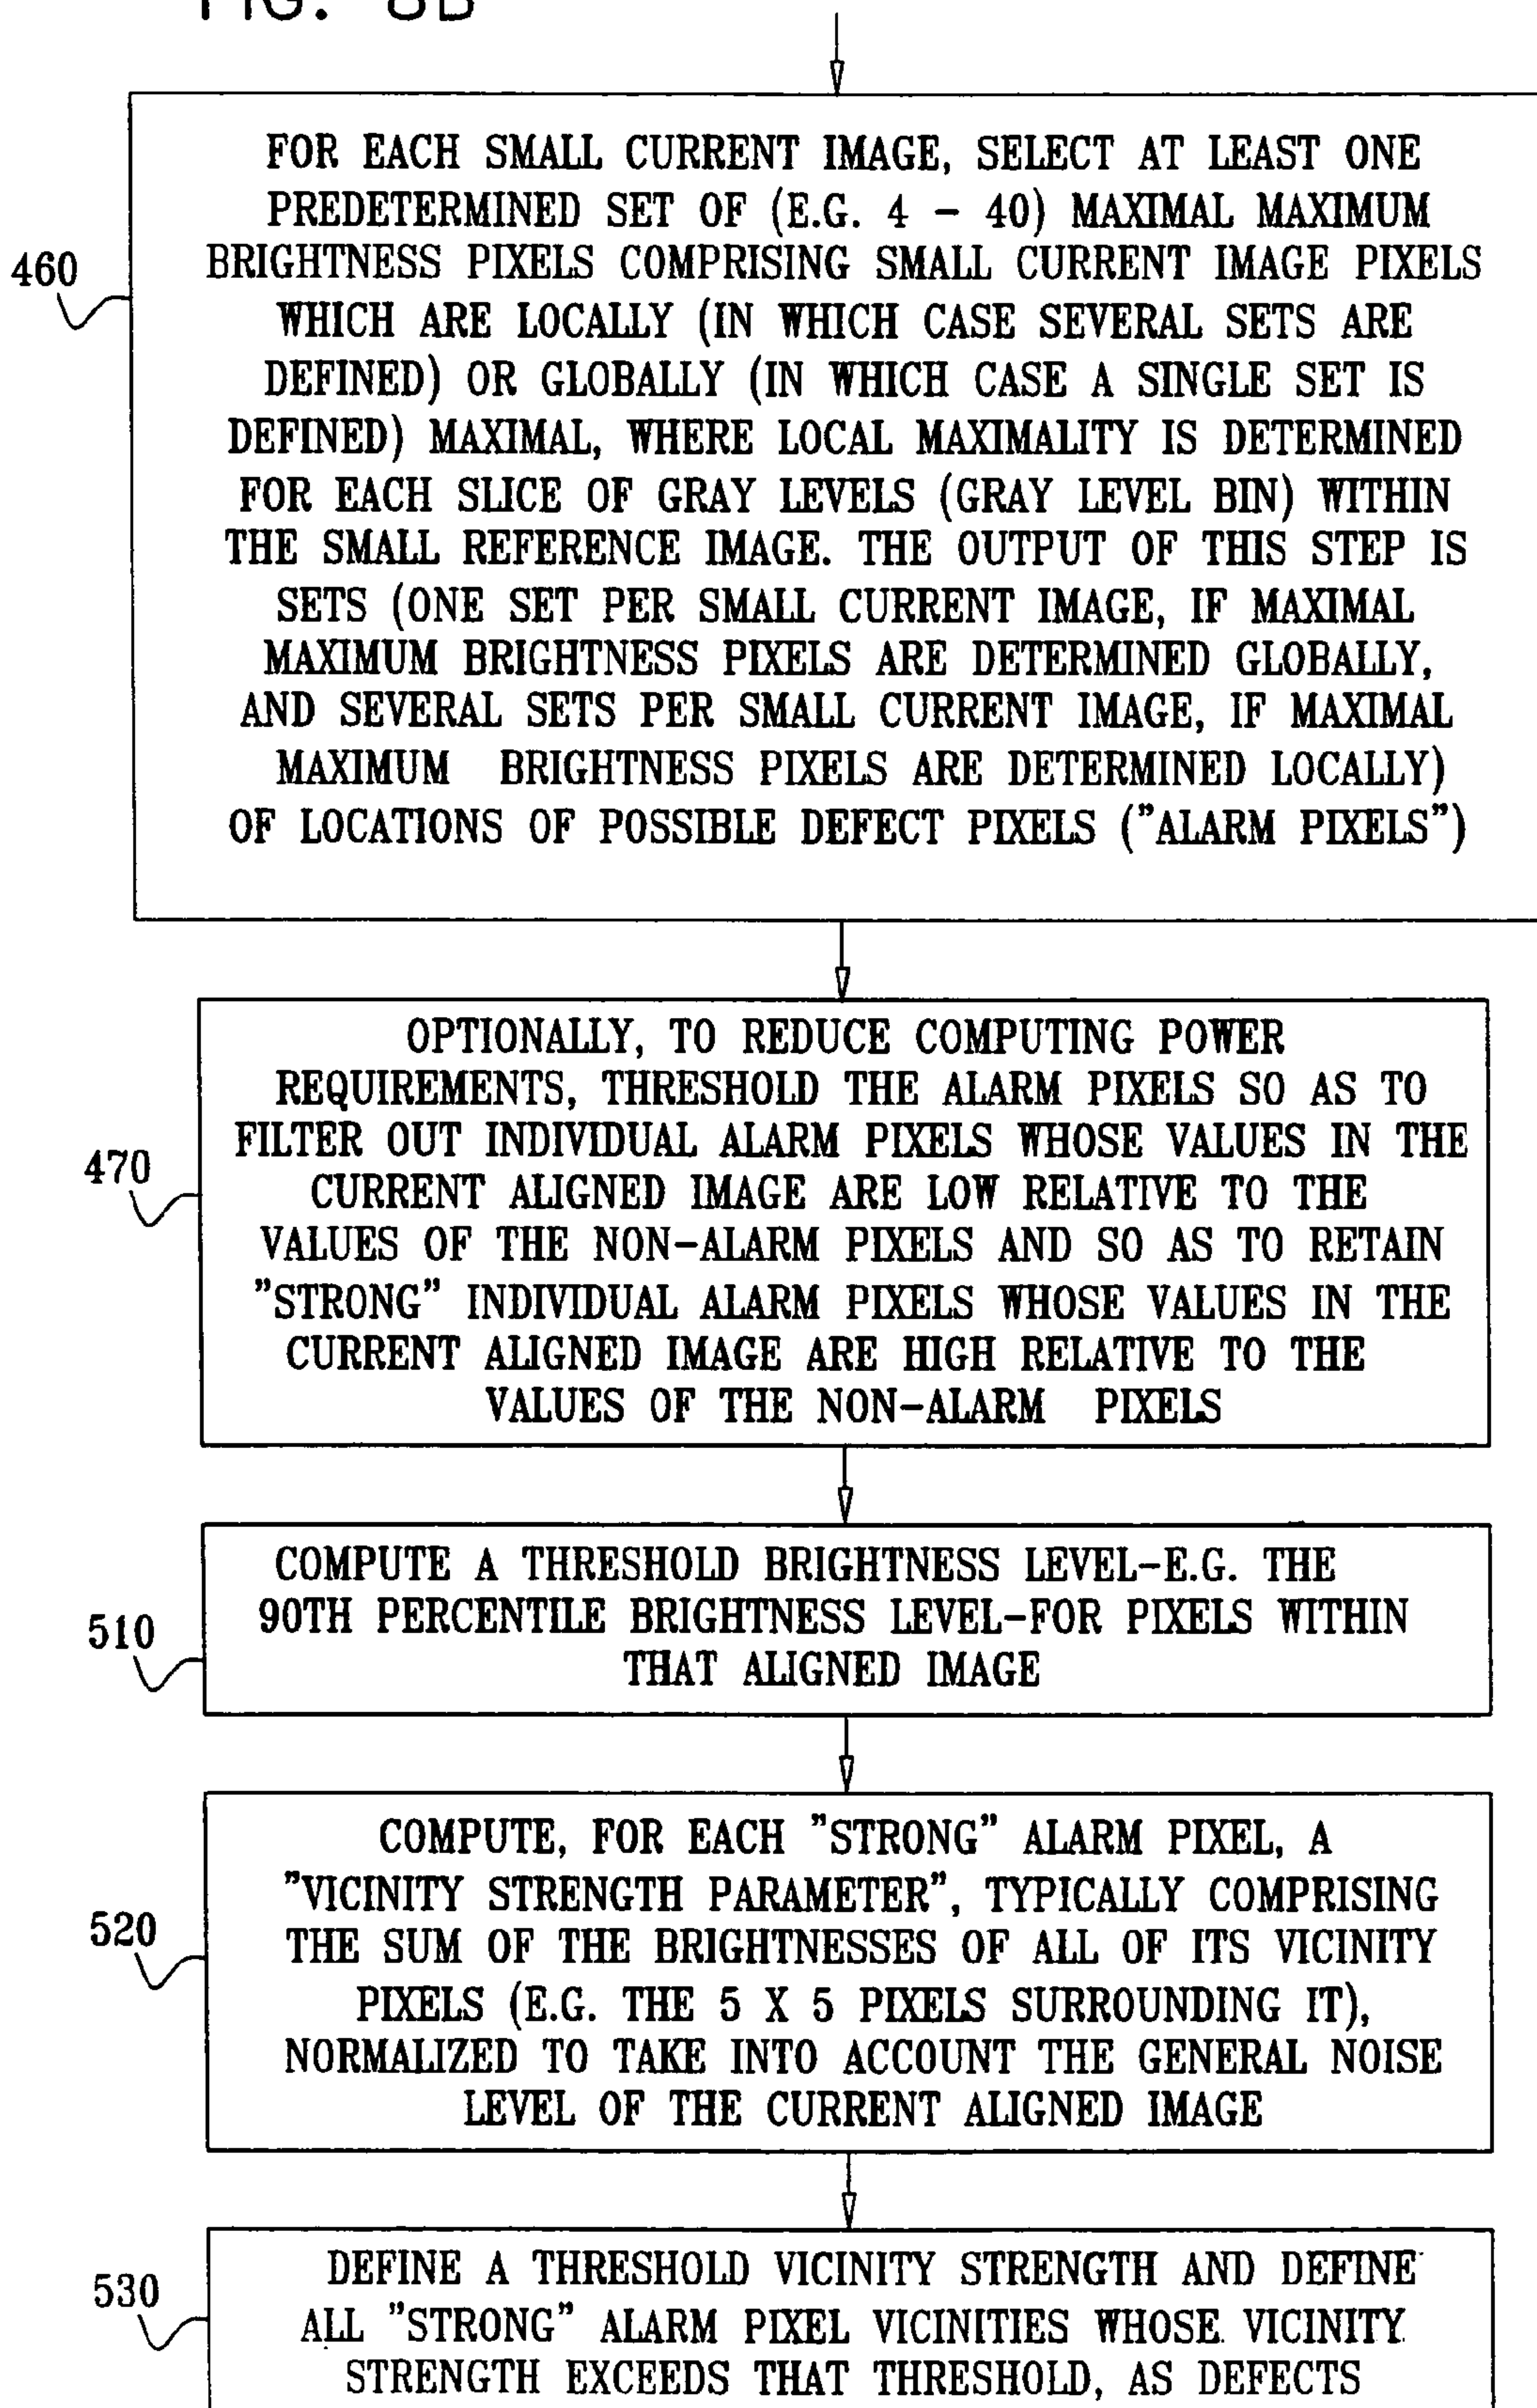 FIG. 8B
FOR EACH SMALL CURRENT IMAGE, SELECT AT LEAST ONE
PREDETERMINED SET OF (E.G. 4 - 40) MAXIMAL MAXIMUM
BRIGHTNESS PIXELS COMPRISING SMALL CURRENT IMAGE PIXELS
WHICH ARE LOCALLY (IN WHICH CASE SEVERAL SETS ARE
DEFINED) OR GLOBALLY (IN WHICH CASE A SINGLE SET IS
DEFINED) MAXIMAL, WHERE LOCAL MAXIMALITY IS DETERMINED
FOR EACH SLICE OF GRAY LEVELS (GRAY LEVEL BIN) WITHIN
THE SMALL REFERENCE IMAGE. THE OUTPUT OF THIS STEP IS
SETS (ONE SET PER SMALL CURRENT IMAGE, IF MAXIMAL
MAXIMUM BRIGHTNESS PIXELS ARE DETERMINED GLOBALLY,
AND SEVERAL SETS PER SMALL CURRENT IMAGE, IF MAXIMAL
MAXIMUM BRIGHTNESS PIXELS ARE DETERMINED LOCALLY)
OF LOCATIONS OF POSSIBLE DEFECT PIXELS ("ALARM PIXELS")
460
OPTIONALLY, TO REDUCE COMPUTING POWER
REQUIREMENTS, THRESHOLD THE ALARM PIXELS SO AS TO
FILTER OUT INDIVIDUAL ALARM PIXELS WHOSE VALUES IN THE
CURRENT ALIGNED IMAGE ARE LOW RELATIVE TO THE
VALUES OF THE NON-ALARM PIXELS AND SO AS TO RETAIN
"STRONG" INDIVIDUAL ALARM PIXELS WHOSE VALUES IN THE
CURRENT ALIGNED IMAGE ARE HIGH RELATIVE TO THE
VALUES OF THE NON-ALARM PIXELS
470
COMPUTE A THRESHOLD BRIGHTNESS LEVEL-E.G. THE
90TH PERCENTILE BRIGHTNESS LEVEL-FOR PIXELS WITHIN
THAT ALIGNED IMAGE
510
COMPUTE, FOR EACH "STRONG" ALARM PIXEL, A
"VICINITY STRENGTH PARAMETER", TYPICALLY COMPRISING
THE SUM OF THE BRIGHTNESSES OF ALL OF ITS VICINITY
PIXELS (E.G. THE 5 X 5 PIXELS SURROUNDING IT),
NORMALIZED TO TAKE INTO ACCOUNT THE GENERAL NOISE
LEVEL OF THE CURRENT ALIGNED IMAGE
520
DEFINE A THRESHOLD VICINITY STRENGTH AND DEFINE
ALL "STRONG" ALARM PIXEL VICINITIES WHOSE VICINITY
STRENGTH EXCEEDS THAT THRESHOLD, AS DEFECTS
530